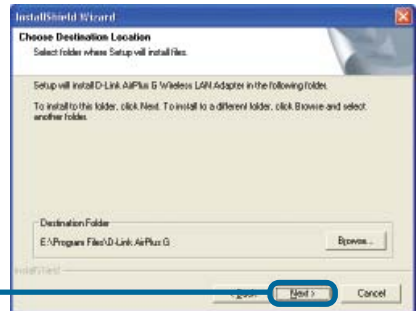 InstallShield Wizard
Choose Destination Location
Select folder where Setup will install files.
Setup will install D-Link AirPlus G Wireless LAN Adapter in the following folder.
To install to this folder, click Next. To install to a different folder, click Browse and select
another folder.
Destination Folder
E:\Program Files\D-Link AirPlus G
Browse...
InstallShield
< Back
Next >
Cancel